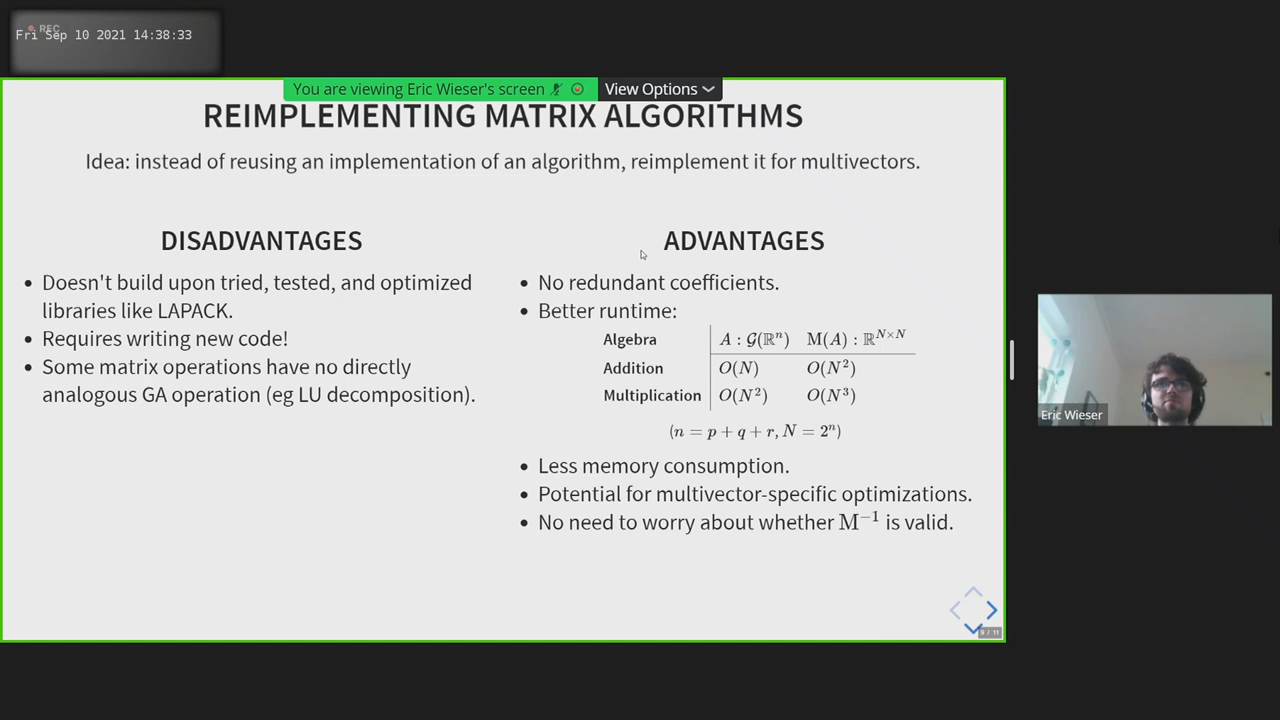 REC
Fri Sep 10 2021 14:38:33
You are viewing Eric Wieser's screen
View Options
REIMPLEMENTING MATRIX ALGORITHMS
Idea: instead of reusing an implementation of an algorithm, reimplement it for multivectors.
DISADVANTAGES
• Doesn't build upon tried, tested, and optimized
libraries like LAPACK.
• Requires writing new code!
• Some matrix operations have no directly
analogous GA operation (eg LU decomposition).
ADVANTAGES
• No redundant coefficients.
• Better runtime:
Algebra A : 𝒢(ℝⁿ) M(A) : ℝᴺˣᴺ
Addition O(N) O(N²)
Multiplication O(N²) O(N³)
(n = p + q + r, N = 2ⁿ)
• Less memory consumption.
• Potential for multivector-specific optimizations.
• No need to worry about whether M⁻¹ is valid.
9 / 11
Eric Wieser